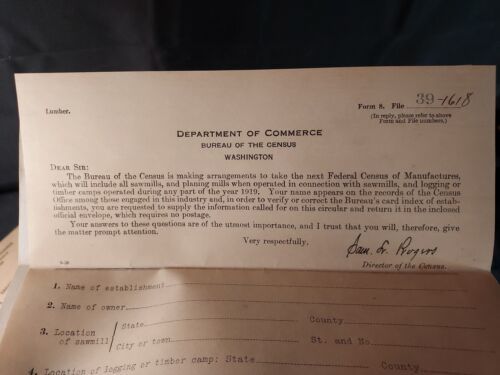 Lumber.
Form 8. File 39-1618
(In reply, please refer to above
Form and File numbers.)
DEPARTMENT OF COMMERCE
BUREAU OF THE CENSUS
WASHINGTON
DEAR SIR:
The Bureau of the Census is making arrangements to take the next Federal Census of Manufactures,
which will include all sawmills, and planing mills when operated in connection with sawmills, and logging or
timber camps operated during any part of the year 1919. Your name appears on the records of the Census
Office among those engaged in this industry and, in order to verify or correct the Bureau's card index of estab-
lishments, you are requested to supply the information called for on this circular and return it in the inclosed
official envelope, which requires no postage.
Your answers to these questions are of the utmost importance, and I trust that you will, therefore, give
the matter prompt attention.
Very respectfully,
Sam. L. Rogers
Director of the Census.
1. Name of establishment
2. Name of owner
3. Location of sawmill State County
City or town St. and No.
4. Location of logging or timber camp: State County